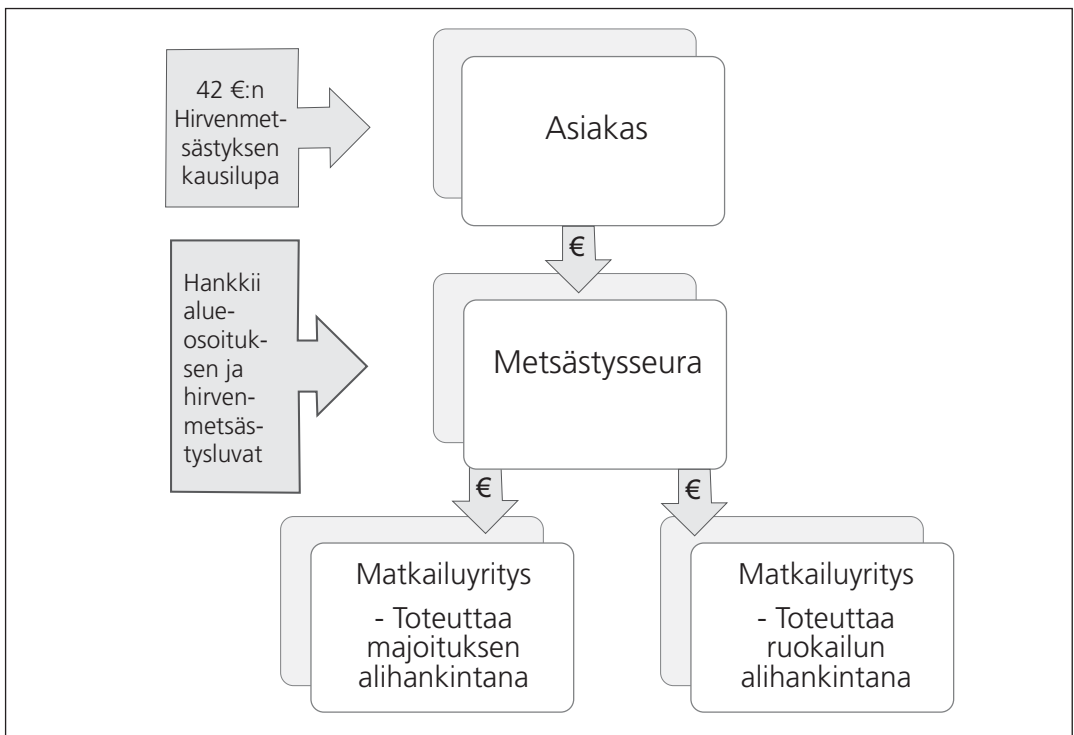 42 €:n
Hirvenmet-
sästyksen
kausilupa
Asiakas
€
Hankkii
alue-
osoituk-
sen ja
hirven-
metsäs-
tysluvat
Metsästysseura
€
€
Matkailuyritys
- Toteuttaa
majoituksen
alihankintana
Matkailuyritys
- Toteuttaa
ruokailun
alihankintana